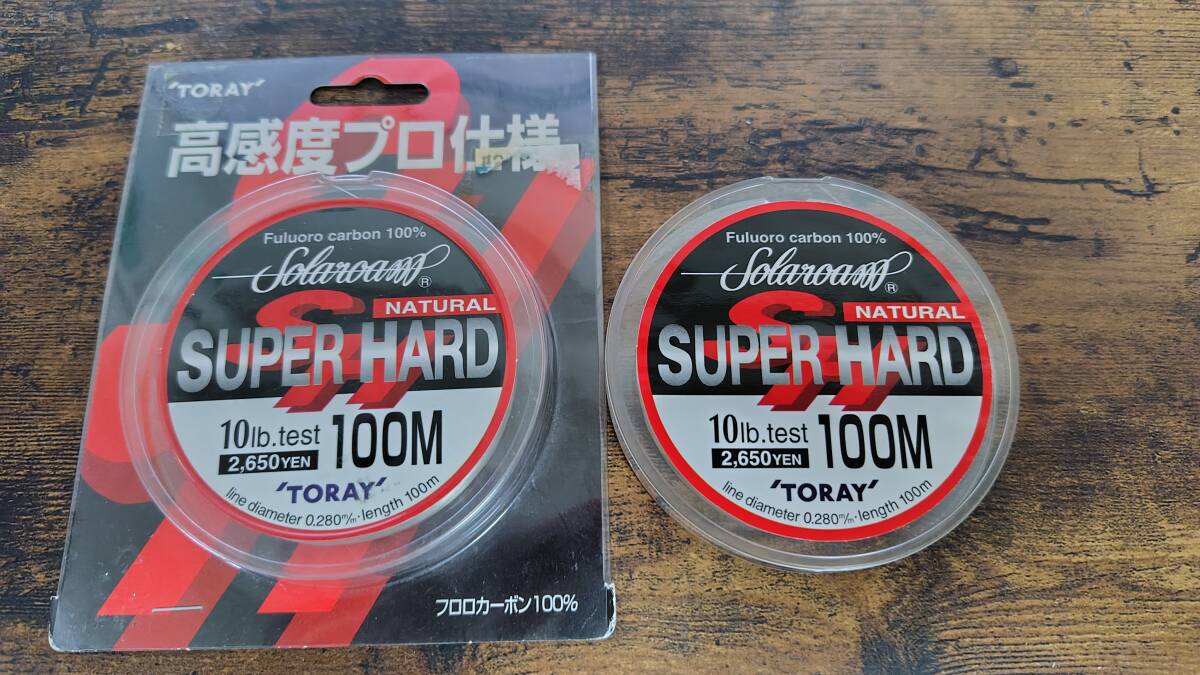 'TORAY'
高感度プロ仕様
Fuluoro carbon 100%
Solaroam®
NATURAL
SUPER HARD
10lb.test 100M
2,650YEN
'TORAY'
line diameter 0.280m/m·length 100m
フロロカーボン100%
Fuluoro carbon 100%
Solaroam®
NATURAL
SUPER HARD
10lb.test 100M
2,650YEN
'TORAY'
line diameter 0.280m/m·length 100m